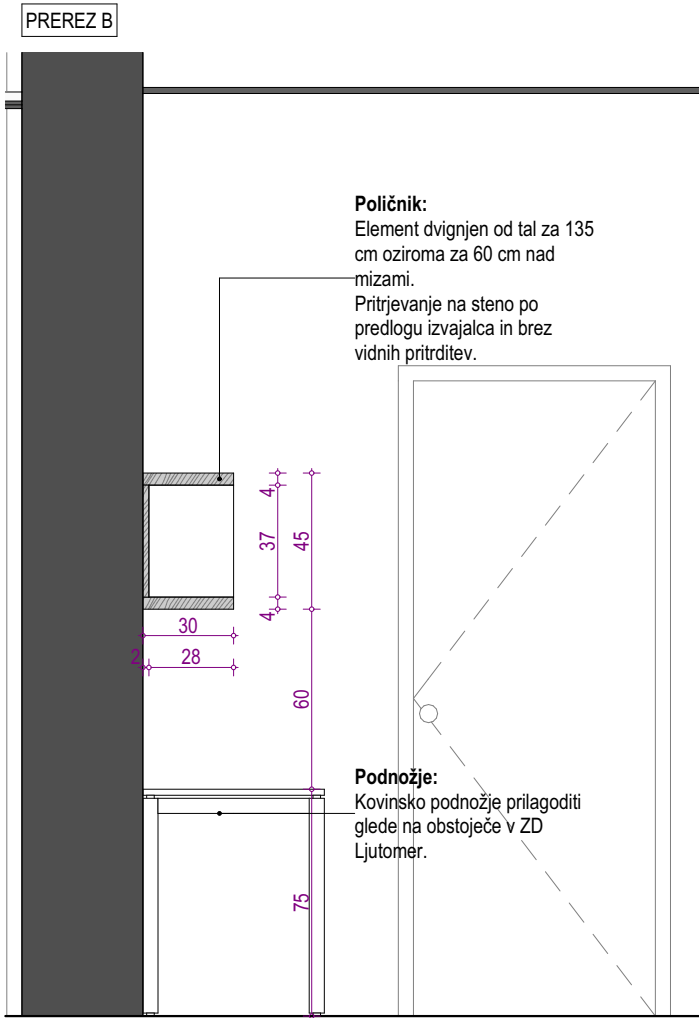 PREREZ B
Poličnik:
Element dvignjen od tal za 135
cm oziroma za 60 cm nad
mizami.
Pritrjevanje na steno po
predlogu izvajalca in brez
vidnih pritrditev.
4
37
45
4
30
2
28
60
Podnožje:
Kovinsko podnožje prilagoditi
glede na obstoječe v ZD
Ljutomer.
75